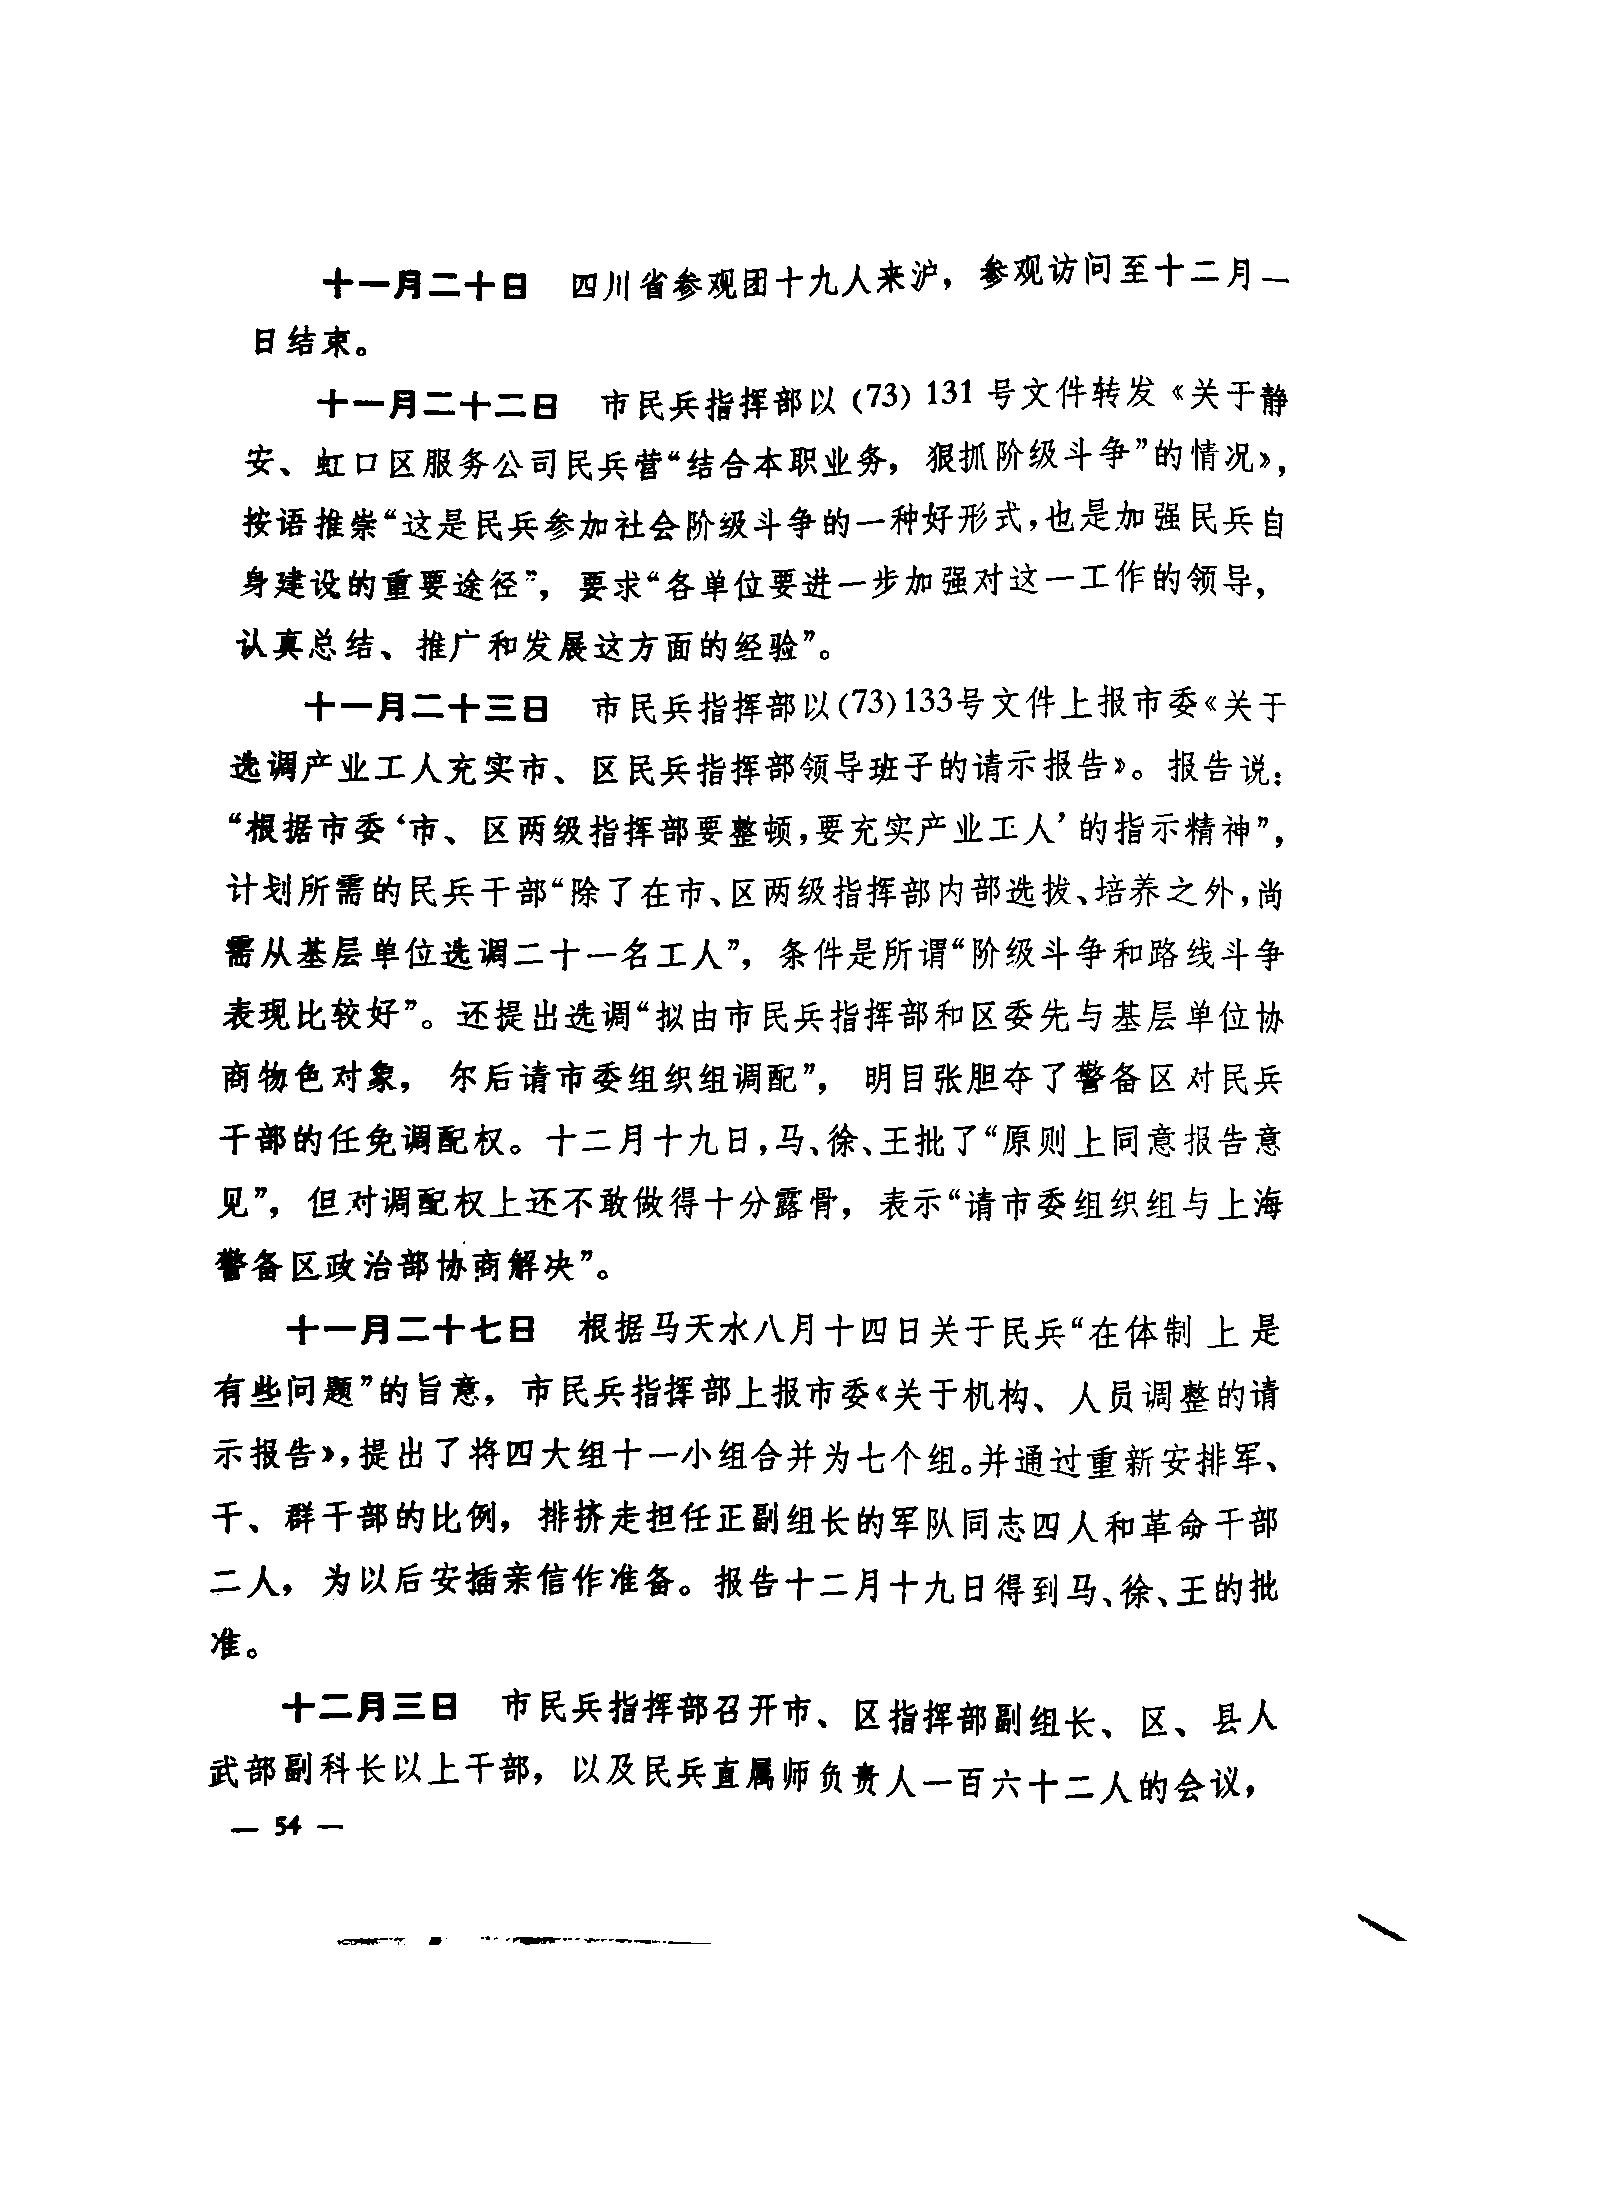 十一月二十日　四川省参观团十九人来沪，参观访问至十二月二
日结束。
十一月二十二日　市民兵指挥部以(73)131号文件转发《关于静
安、虹口区服务公司民兵营“结合本职业务，狠抓阶级斗争”的情况》，
按语推崇“这是民兵参加社会阶级斗争的一种好形式，也是加强民兵自
身建设的重要途径”，要求“各单位要进一步加强对这一工作的领导，
认真总结、推广和发展这方面的经验”。
十一月二十三日　市民兵指挥部以(73)133号文件上报市委《关于
选调产业工人充实市、区民兵指挥部领导班子的请示报告》。报告说：
“根据市委‘市、区两级指挥部要整顿，要充实产业工人’的指示精神”，
计划所需的民兵干部“除了在市、区两级指挥部内部选拔、培养之外，尚
需从基层单位选调二十一名工人”，条件是所谓“阶级斗争和路线斗争
表现比较好”。还提出选调“拟由市民兵指挥部和区委先与基层单位协
商物色对象，尔后请市委组织组调配”，明目张胆夺了警备区对民兵
干部的任免调配权。十二月十九日，马、徐、王批了“原则上同意报告意
见”，但对调配权上还不敢做得十分露骨，表示“请市委组织组与上海
警备区政治部协商解决”。
十一月二十七日　根据马天水八月十四日关于民兵“在体制上是
有些问题”的旨意，市民兵指挥部上报市委《关于机构、人员调整的请
示报告》，提出了将四大组十一小组合并为七个组。并通过重新安排军、
干、群干部的比例，排挤走担任正副组长的军队同志四人和革命干部
二人，为以后安插亲信作准备。报告十二月十九日得到马、徐、王的批
准。
十二月三日　市民兵指挥部召开市、区指挥部副组长、区、县人
武部副科长以上干部，以及民兵直属师负责人一百六十二人的会议，
— 54 —